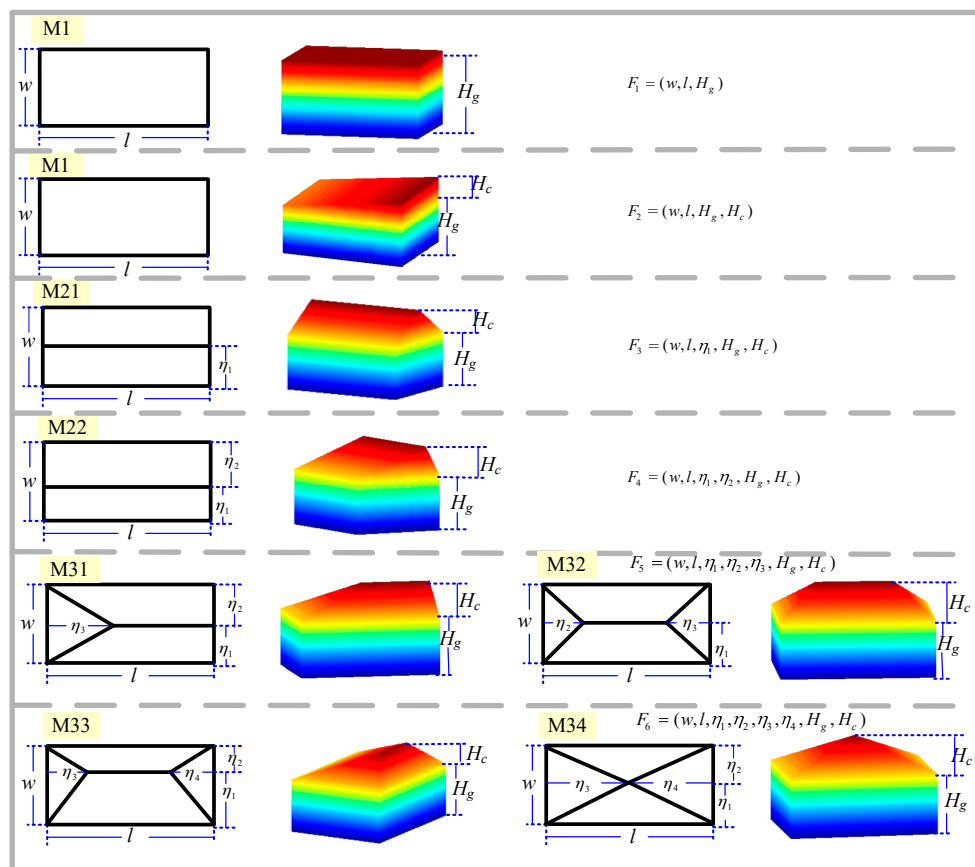 M1
w
l
H_g
F_1 = (w, l, H_g)
M1
w
l
H_c
H_g
F_2 = (w, l, H_g, H_c)
M21
w
η_1
l
H_c
H_g
F_3 = (w, l, η_1, H_g, H_c)
M22
w
η_2
η_1
l
H_c
H_g
F_4 = (w, l, η_1, η_2, H_g, H_c)
F_5 = (w, l, η_1, η_2, η_3, H_g, H_c)
M31
w
η_3
η_2
η_1
l
H_c
H_g
M32
w
η_2
η_3
η_1
l
H_c
H_g
F_6 = (w, l, η_1, η_2, η_3, η_4, H_g, H_c)
M33
w
η_3
η_4
η_2
η_1
l
H_c
H_g
M34
w
η_3
η_4
η_2
η_1
l
H_c
H_g